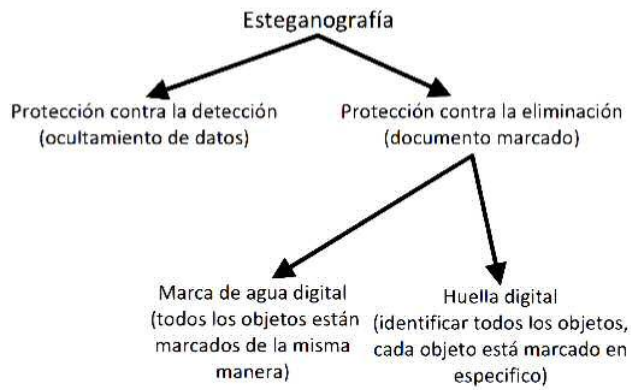 Esteganografía
Protección contra la detección
(ocultamiento de datos)
Protección contra la eliminación
(documento marcado)
Marca de agua digital
(todos los objetos están
marcados de la misma
manera)
Huella digital
(identificar todos los objetos,
cada objeto está marcado en
especifico)